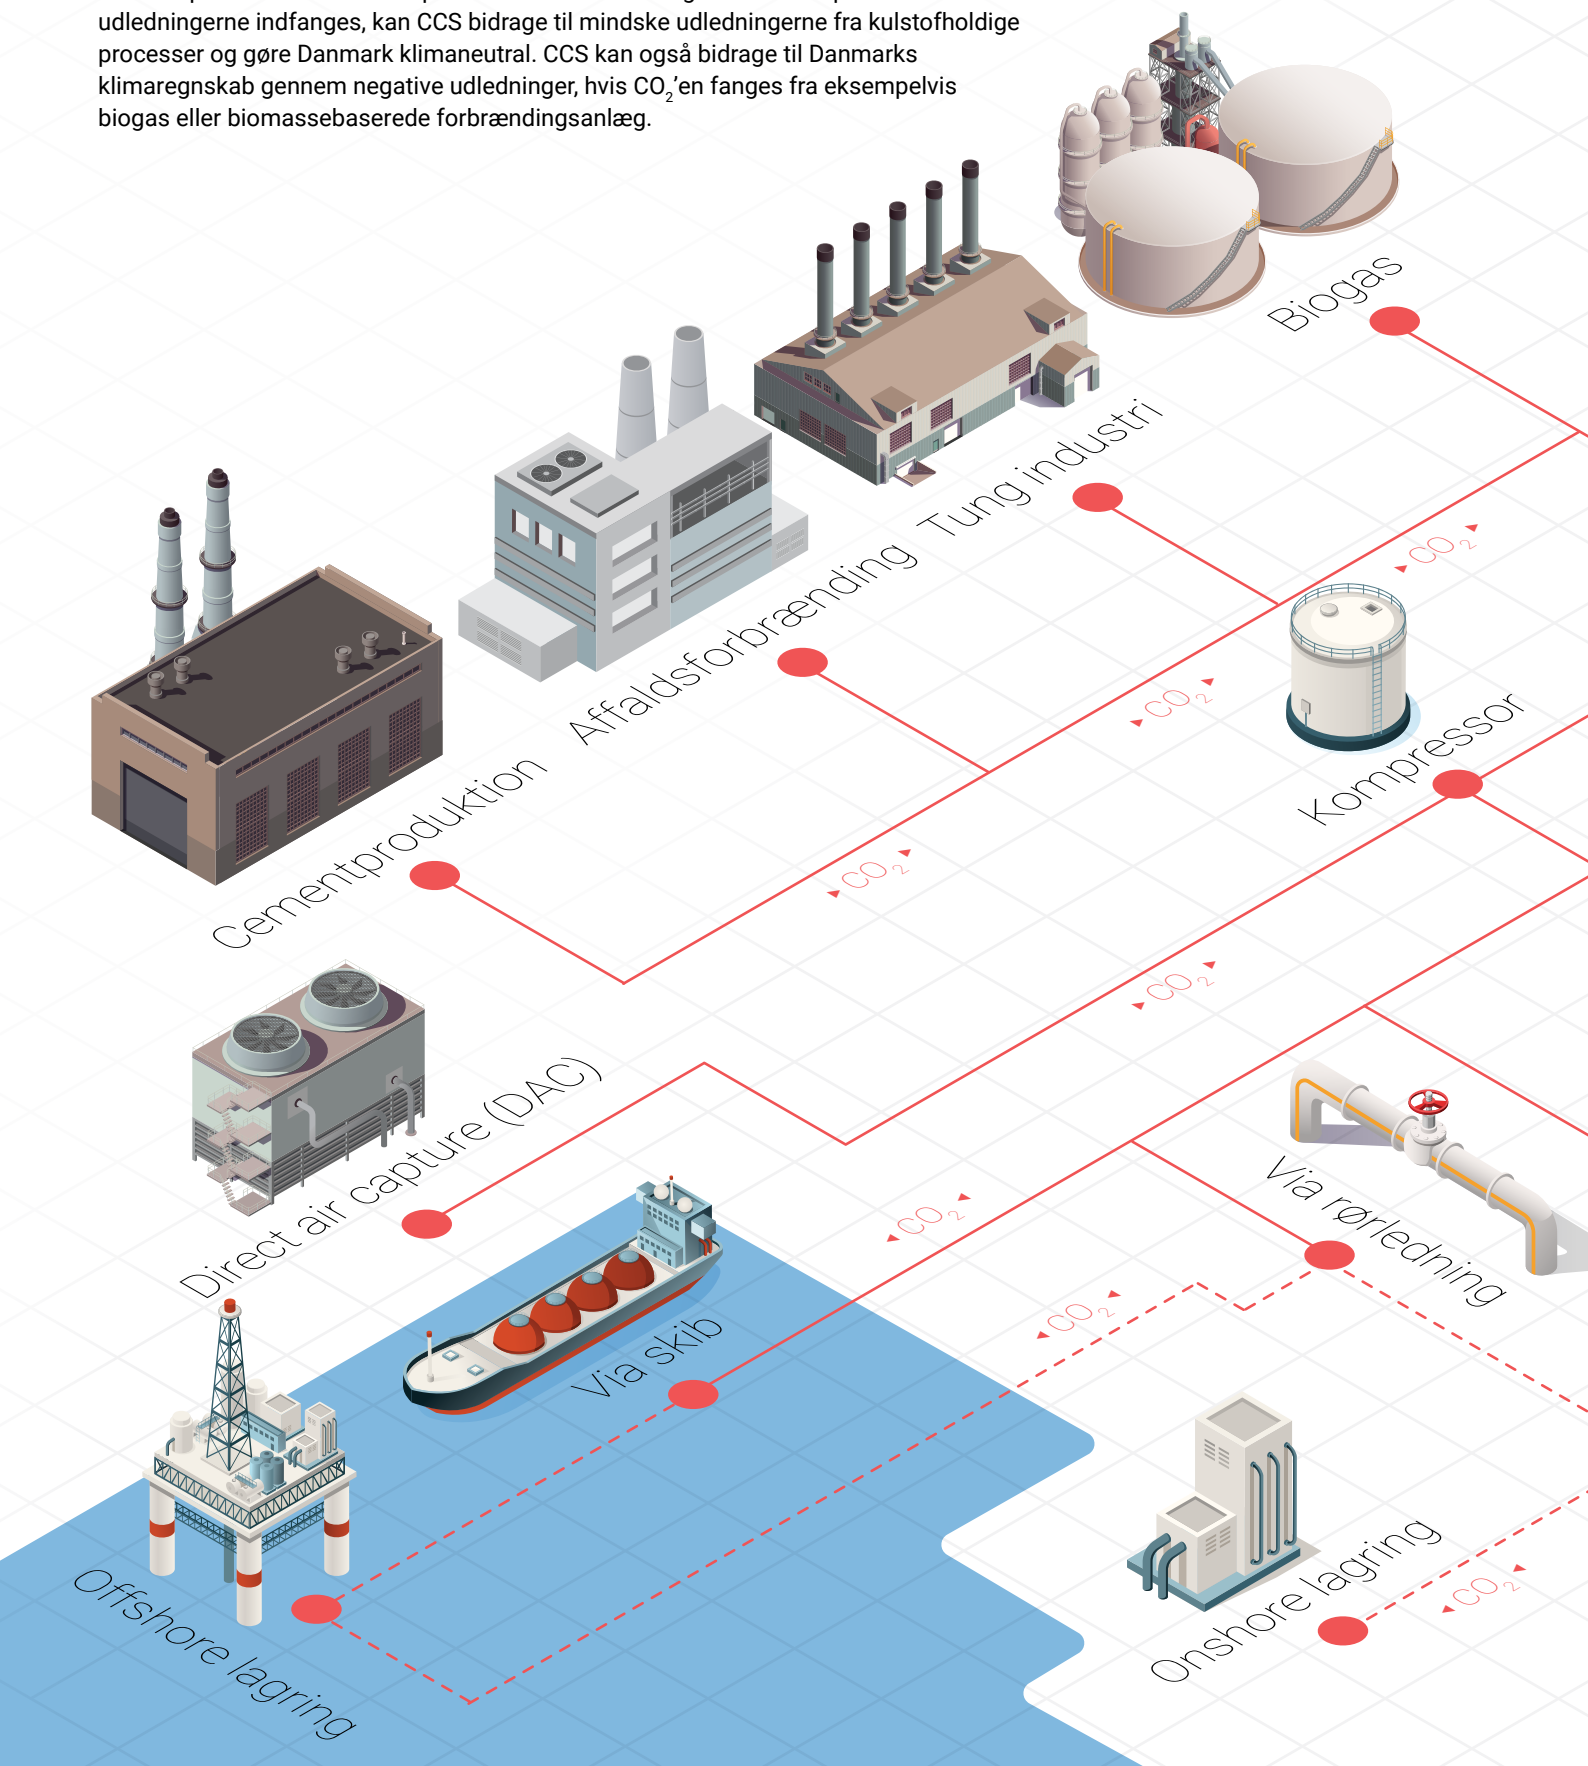 udledningerne indfanges, kan CCS bidrage til mindske udledningerne fra kulstofholdige
processer og gøre Danmark klimaneutral. CCS kan også bidrage til Danmarks
klimaregnskab gennem negative udledninger, hvis CO₂’en fanges fra eksempelvis
biogas eller biomassebaserede forbrændingsanlæg.
Biogas
Tung industri
CO₂
Affaldsforbrænding
CO₂
Kompressor
Cementproduktion
CO₂
CO₂
Direct air capture (DAC)
Via rørledning
CO₂
CO₂
Via skib
Offshore lagring
Onshore lagring
CO₂